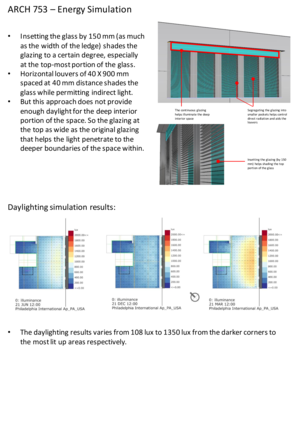 ARCH 753 – Energy Simulation
• Insetting the glass by 150 mm (as much
as the width of the ledge) shades the
glazing to a certain degree, especially
at the top-most portion of the glass.
• Horizontal louvers of 40 X 900 mm
spaced at 40 mm distance shades the
glass while permitting indirect light.
• But this approach does not provide
enough daylight for the deep interior
portion of the space. So the glazing at
the top as wide as the original glazing
that helps the light penetrate to the
deeper boundaries of the space within.
The continuous glazing
helps illuminate the deep
interior space
Segregating the glazing into
smaller pockets helps control
direct radiation and aids the
louvers
Insetting the glazing (by 150
mm) helps shading the top
portion of the glass
Daylighting simulation results:
D: Illuminance
21 JUN 12:00
Philadelphia International Ap_PA_USA
D: Illuminance
21 DEC 12:00
Philadelphia International Ap_PA_USA
D: Illuminance
21 MAR 12:00
Philadelphia International Ap_PA_USA
• The daylighting results varies from 108 lux to 1350 lux from the darker corners to
the most lit up areas respectively.